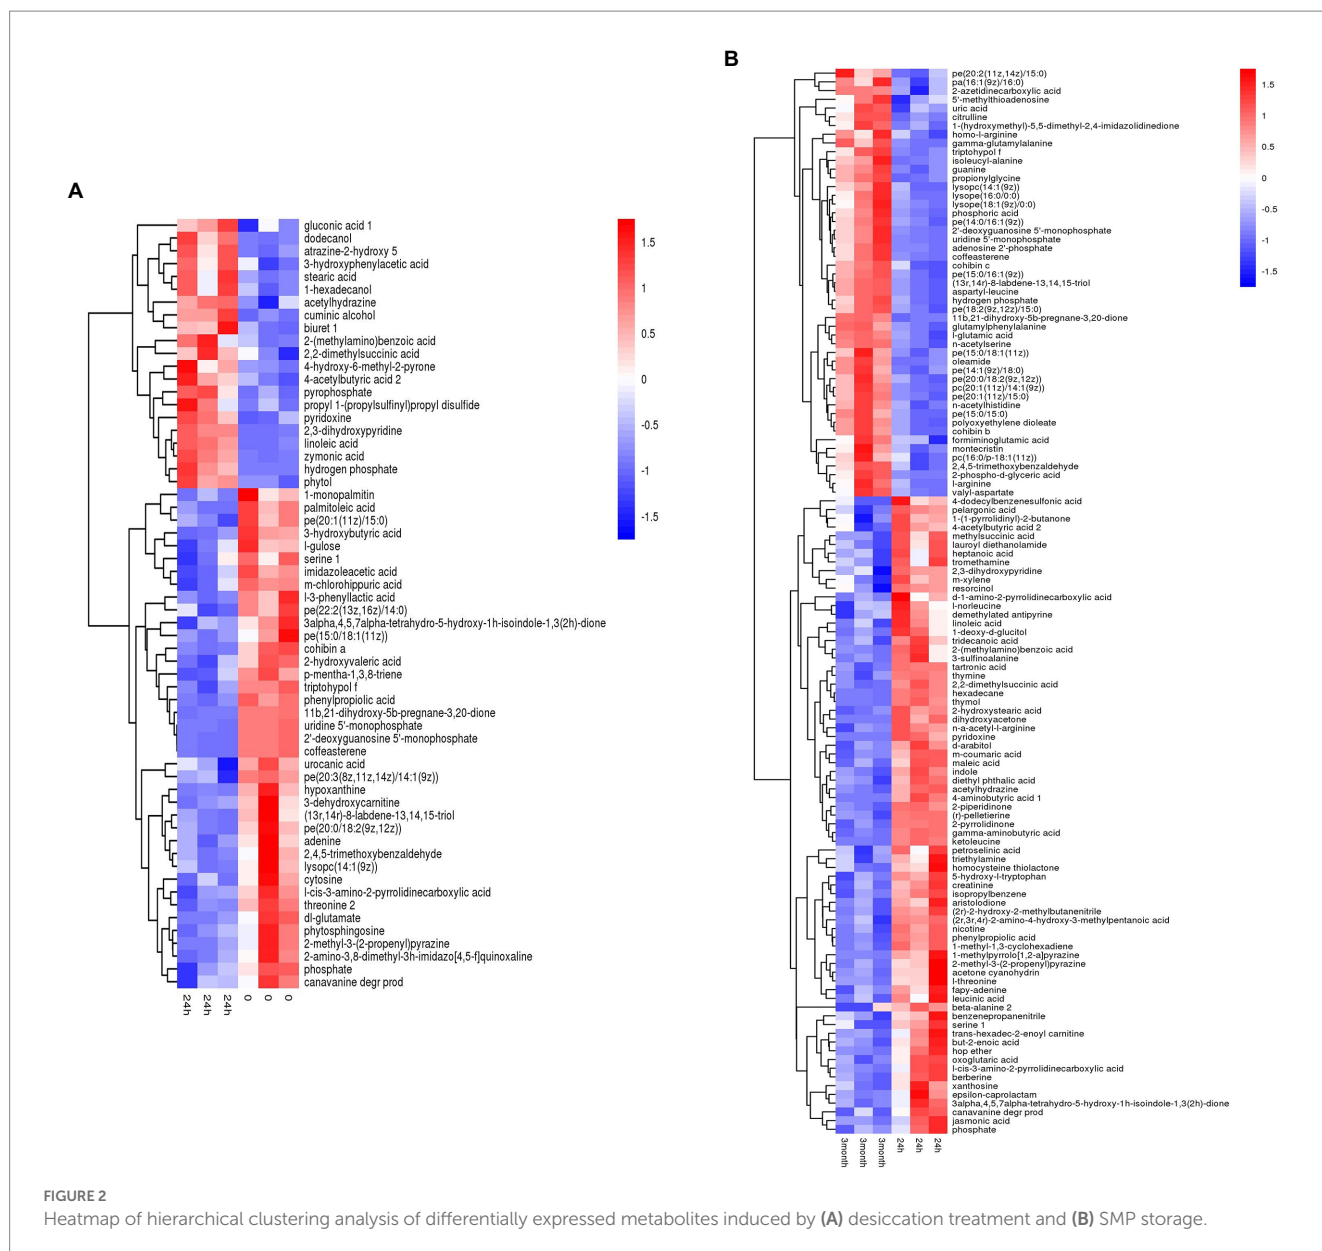 A
gluconic acid 1
dodecanol
atrazine-2-hydroxy 5
3-hydroxyphenylacetic acid
stearic acid
1-hexadecanol
acetylhydrazine
cuminic alcohol
biuret 1
2-(methylamino)benzoic acid
2,2-dimethylsuccinic acid
4-hydroxy-6-methyl-2-pyrone
4-acetylbutyric acid 2
pyrophosphate
propyl 1-(propylsulfinyl)propyl disulfide
pyridoxine
2,3-dihydroxypyridine
linoleic acid
zymonic acid
hydrogen phosphate
phytol
1-monopalmitin
palmitoleic acid
pe(20:1(11z)/15:0)
3-hydroxybutyric acid
l-gulose
serine 1
imidazoleacetic acid
m-chlorohippuric acid
l-3-phenyllactic acid
pe(22:2(13z,16z)/14:0)
3alpha,4,5,7alpha-tetrahydro-5-hydroxy-1h-isoindole-1,3(2h)-dione
pe(15:0/18:1(11z))
cohibin a
2-hydroxyvaleric acid
p-mentha-1,3,8-triene
triptohypol f
phenylpropiolic acid
11b,21-dihydroxy-5b-pregnane-3,20-dione
uridine 5'-monophosphate
2'-deoxyguanosine 5'-monophosphate
coffeasterene
urocanic acid
pe(20:3(8z,11z,14z)/14:1(9z))
hypoxanthine
3-dehydroxycarnitine
(13r,14r)-8-labdene-13,14,15-triol
pe(20:0/18:2(9z,12z))
adenine
2,4,5-trimethoxybenzaldehyde
lysopc(14:1(9z))
cytosine
l-cis-3-amino-2-pyrrolidinecarboxylic acid
threonine 2
dl-glutamate
phytosphingosine
2-methyl-3-(2-propenyl)pyrazine
2-amino-3,8-dimethyl-3h-imidazo[4,5-f]quinoxaline
phosphate
canavanine degr prod
24h
24h
24h
0
0
0
1.5
1
0.5
0
-0.5
-1
-1.5
B
pe(20:2(11z,14z)/15:0)
pa(16:1(9z)/16:0)
2-azetidinecarboxylic acid
5'-methylthioadenosine
uric acid
citrulline
1-(hydroxymethyl)-5,5-dimethyl-2,4-imidazolidinedione
homo-l-arginine
gamma-glutamylalanine
triptohypol f
isoleucyl-alanine
guanine
propionylglycine
lysopc(14:1(9z))
lysope(16:0/0:0)
lysope(18:1(9z)/0:0)
phosphoric acid
pe(14:0/16:1(9z))
2'-deoxyguanosine 5'-monophosphate
uridine 5'-monophosphate
adenosine 2'-phosphate
coffeasterene
cohibin c
pe(15:0/16:1(9z))
(13r,14r)-8-labdene-13,14,15-triol
aspartyl-leucine
hydrogen phosphate
pe(18:2(9z,12z)/15:0)
11b,21-dihydroxy-5b-pregnane-3,20-dione
glutamylphenylalanine
l-glutamic acid
n-acetylserine
pe(15:0/18:1(11z))
oleamide
pe(14:1(9z)/18:0)
pe(20:0/18:2(9z,12z))
pc(20:1(11z)/14:1(9z))
pe(20:1(11z)/15:0)
n-acetylhistidine
pe(15:0/15:0)
polyoxyethylene dioleate
cohibin b
formiminoglutamic acid
montecristin
pc(16:0/p-18:1(11z))
2,4,5-trimethoxybenzaldehyde
2-phospho-d-glyceric acid
l-arginine
valyl-aspartate
4-dodecylbenzenesulfonic acid
pelargonic acid
1-(1-pyrrolidinyl)-2-butanone
4-acetylbutyric acid 2
methylsuccinic acid
lauroyl diethanolamide
heptanoic acid
tromethamine
2,3-dihydroxypyridine
m-xylene
resorcinol
d-1-amino-2-pyrrolidinecarboxylic acid
l-norleucine
demethylated antipyrine
linoleic acid
1-deoxy-d-glucitol
tridecanoic acid
2-(methylamino)benzoic acid
3-sulfinoalanine
tartronic acid
thymine
2,2-dimethylsuccinic acid
hexadecane
thymol
2-hydroxystearic acid
dihydroxyacetone
n-a-acetyl-l-arginine
pyridoxine
d-arabitol
m-coumaric acid
maleic acid
indole
diethyl phthalic acid
acetylhydrazine
4-aminobutyric acid 1
2-piperidinone
(r)-pelletierine
2-pyrrolidinone
gamma-aminobutyric acid
ketoleucine
petroselinic acid
triethylamine
homocysteine thiolactone
5-hydroxy-l-tryptophan
creatinine
isopropylbenzene
aristolodione
(2r)-2-hydroxy-2-methylbutanenitrile
(2r,3r,4r)-2-amino-4-hydroxy-3-methylpentanoic acid
nicotine
phenylpropiolic acid
1-methyl-1,3-cyclohexadiene
1-methylpyrrolo[1,2-a]pyrazine
2-methyl-3-(2-propenyl)pyrazine
acetone cyanohydrin
l-threonine
fapy-adenine
leucinic acid
beta-alanine 2
benzenepropanenitrile
serine 1
trans-hexadec-2-enoyl carnitine
but-2-enoic acid
hop ether
oxoglutaric acid
l-cis-3-amino-2-pyrrolidinecarboxylic acid
berberine
xanthosine
epsilon-caprolactam
3alpha,4,5,7alpha-tetrahydro-5-hydroxy-1h-isoindole-1,3(2h)-dione
canavanine degr prod
jasmonic acid
phosphate
3month
3month
3month
24h
24h
24h
1.5
1
0.5
0
-0.5
-1
-1.5
FIGURE 2
Heatmap of hierarchical clustering analysis of differentially expressed metabolites induced by (A) desiccation treatment and (B) SMP storage.